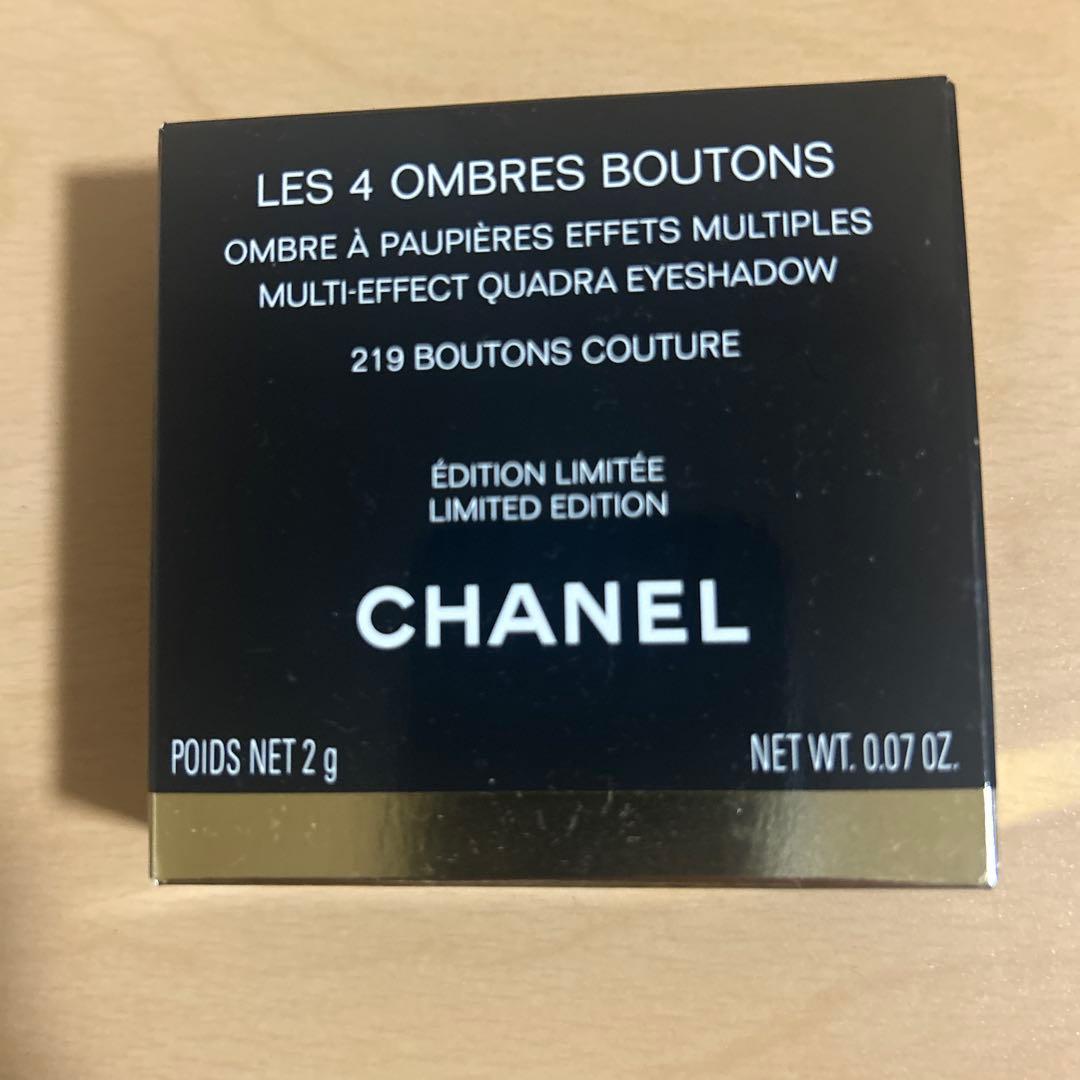 LES 4 OMBRES BOUTONS
OMBRE À PAUPIÈRES EFFETS MULTIPLES
MULTI-EFFECT QUADRA EYESHADOW
219 BOUTONS COUTURE
ÉDITION LIMITÉE
LIMITED EDITION
CHANEL
POIDS NET 2 g
NET WT. 0.07 OZ.